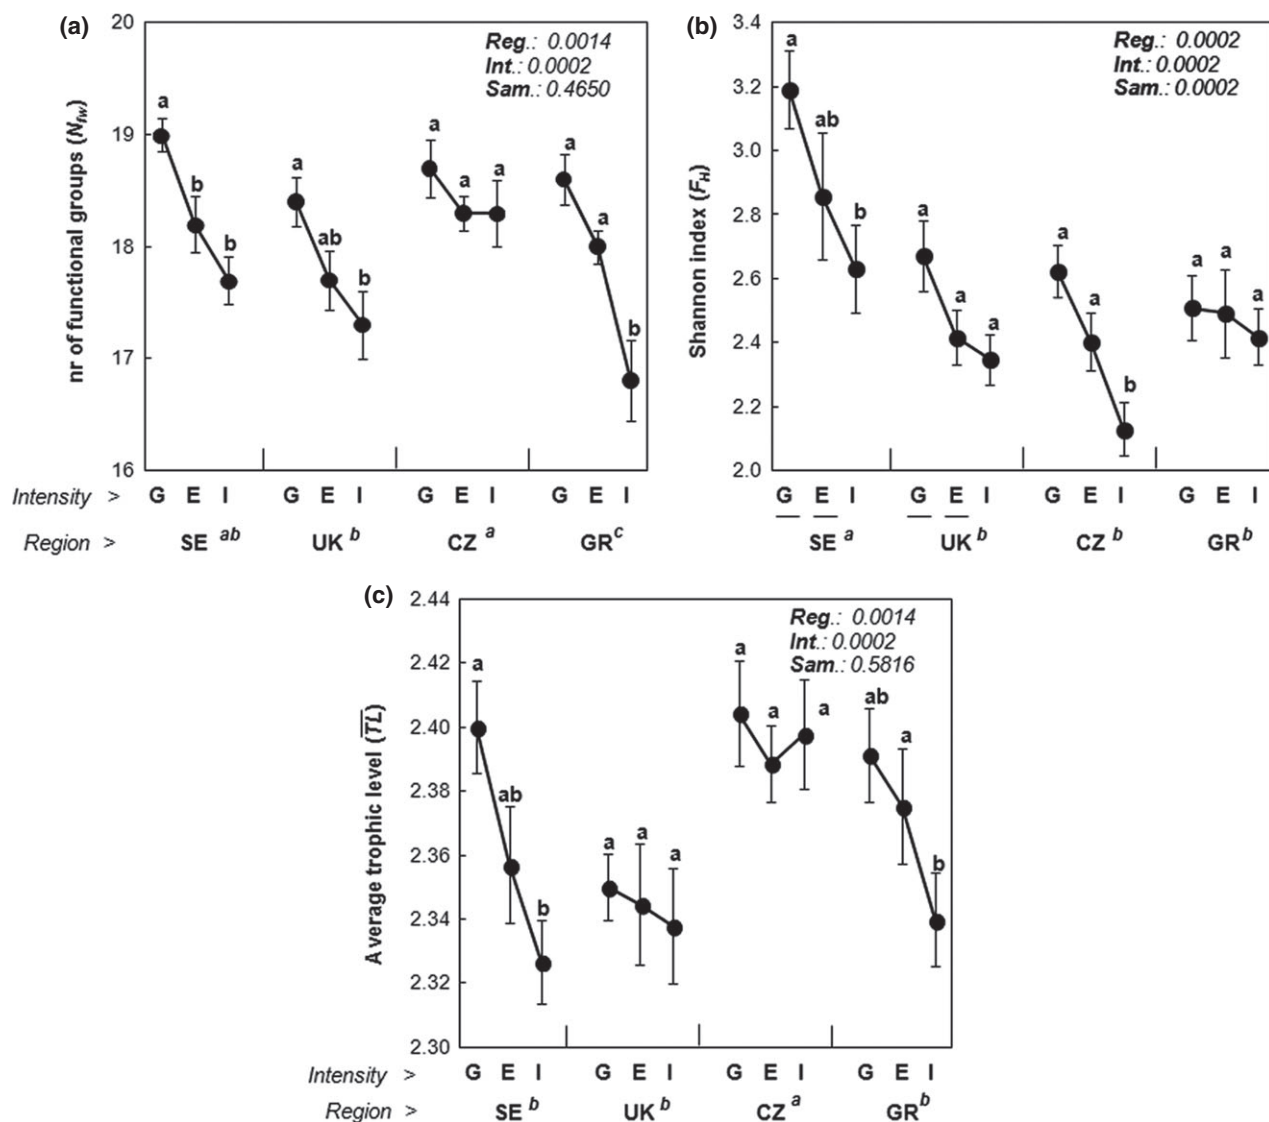 (a)
20
19
18
17
16
nr of functional groups (Nfw)
Reg.: 0.0014
Int.: 0.0002
Sam.: 0.4650
a b b a ab b a a a a a b
Intensity > G E I G E I G E I G E I
Region > SE ab UK b CZ a GR c
(b)
3.4
3.2
3.0
2.8
2.6
2.4
2.2
2.0
Shannon index (FH)
Reg.: 0.0002
Int.: 0.0002
Sam.: 0.0002
a ab b a a a a a b a a a
G E I G E I G E I G E I
SE a UK b CZ b GR b
(c)
2.44
2.42
2.40
2.38
2.36
2.34
2.32
2.30
Average trophic level (TL)
Reg.: 0.0014
Int.: 0.0002
Sam.: 0.5816
a ab b a a a a a a ab a b
Intensity > G E I G E I G E I G E I
Region > SE b UK b CZ a GR b